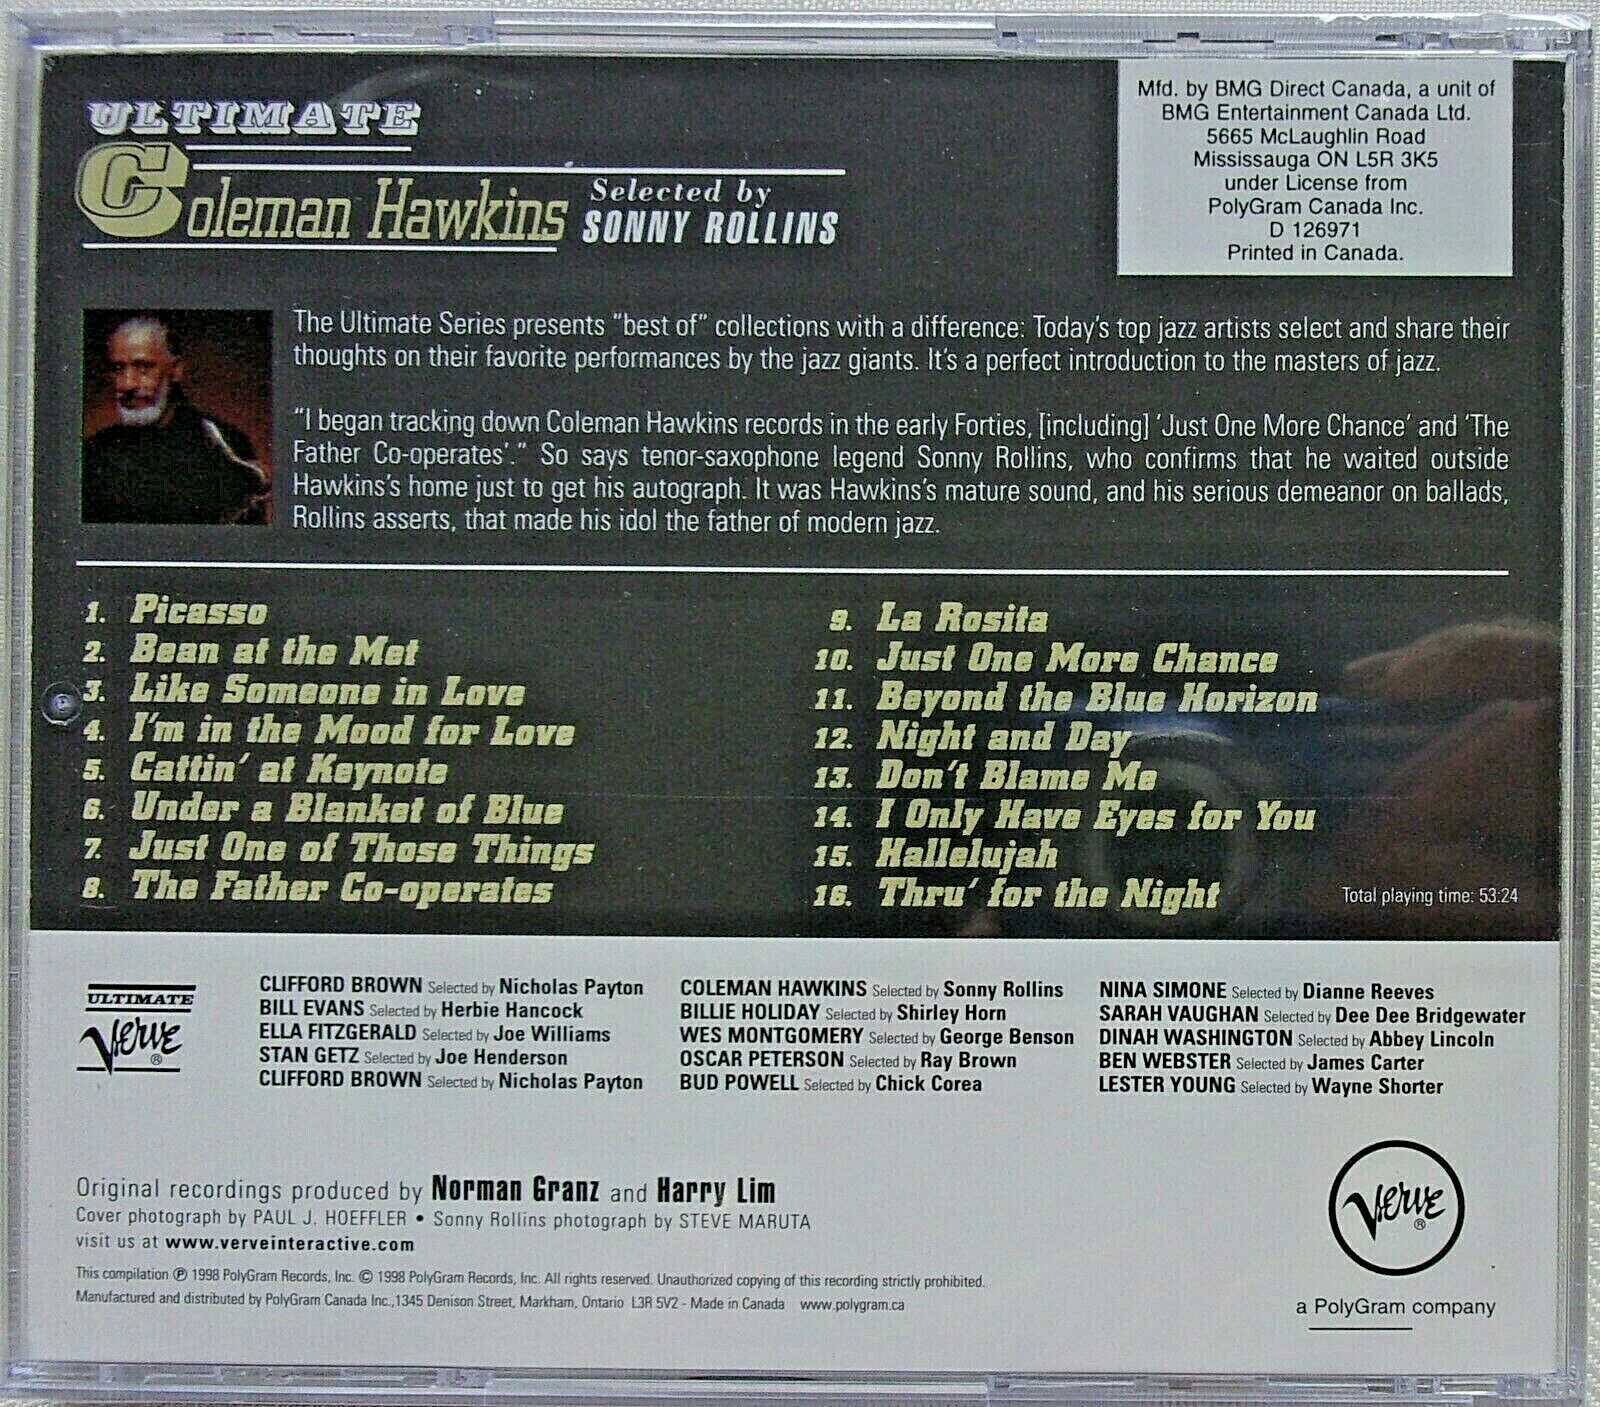 ULTIMATE
Coleman Hawkins
Selected by
SONNY ROLLINS
Mfd. by BMG Direct Canada, a unit of
BMG Entertainment Canada Ltd.
5665 McLaughlin Road
Mississauga ON L5R 3K5
under License from
PolyGram Canada Inc.
D 126971
Printed in Canada.
The Ultimate Series presents "best of" collections with a difference: Today's top jazz artists select and share their
thoughts on their favorite performances by the jazz giants. It's a perfect introduction to the masters of jazz.
"I began tracking down Coleman Hawkins records in the early Forties, [including] 'Just One More Chance' and 'The
Father Co-operates'." So says tenor-saxophone legend Sonny Rollins, who confirms that he waited outside
Hawkins's home just to get his autograph. It was Hawkins's mature sound, and his serious demeanor on ballads,
Rollins asserts, that made his idol the father of modern jazz.
1. Picasso
2. Bean at the Met
3. Like Someone in Love
4. I'm in the Mood for Love
5. Cattin' at Keynote
6. Under a Blanket of Blue
7. Just One of Those Things
8. The Father Co-operates
9. La Rosita
10. Just One More Chance
11. Beyond the Blue Horizon
12. Night and Day
13. Don't Blame Me
14. I Only Have Eyes for You
15. Hallelujah
16. Thru' for the Night
Total playing time: 53:24
ULTIMATE
Verve ®
CLIFFORD BROWN Selected by Nicholas Payton
BILL EVANS Selected by Herbie Hancock
ELLA FITZGERALD Selected by Joe Williams
STAN GETZ Selected by Joe Henderson
CLIFFORD BROWN Selected by Nicholas Payton
COLEMAN HAWKINS Selected by Sonny Rollins
BILLIE HOLIDAY Selected by Shirley Horn
WES MONTGOMERY Selected by George Benson
OSCAR PETERSON Selected by Ray Brown
BUD POWELL Selected by Chick Corea
NINA SIMONE Selected by Dianne Reeves
SARAH VAUGHAN Selected by Dee Dee Bridgewater
DINAH WASHINGTON Selected by Abbey Lincoln
BEN WEBSTER Selected by James Carter
LESTER YOUNG Selected by Wayne Shorter
Original recordings produced by Norman Granz and Harry Lim
Cover photograph by PAUL J. HOEFFLER • Sonny Rollins photograph by STEVE MARUTA
visit us at www.verveinteractive.com
This compilation ℗ 1998 PolyGram Records, Inc. © 1998 PolyGram Records, Inc. All rights reserved. Unauthorized copying of this recording strictly prohibited.
Manufactured and distributed by PolyGram Canada Inc.,1345 Denison Street, Markham, Ontario L3R 5V2 - Made in Canada www.polygram.ca
Verve ®
a PolyGram company